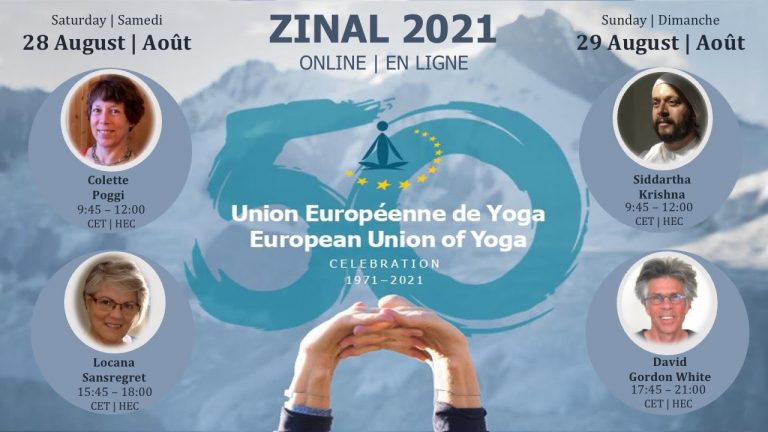 Saturday | Samedi
28 August | Août
ZINAL 2021
ONLINE | EN LIGNE
Sunday | Dimanche
29 August | Août
Colette
Poggi
9:45 – 12:00
CET | HEC
Siddartha
Krishna
9:45 – 12:00
CET | HEC
50
Union Européenne de Yoga
European Union of Yoga
CELEBRATION
1971–2021
Locana
Sansregret
15:45 – 18:00
CET | HEC
David
Gordon White
17:45 – 21:00
CET | HEC